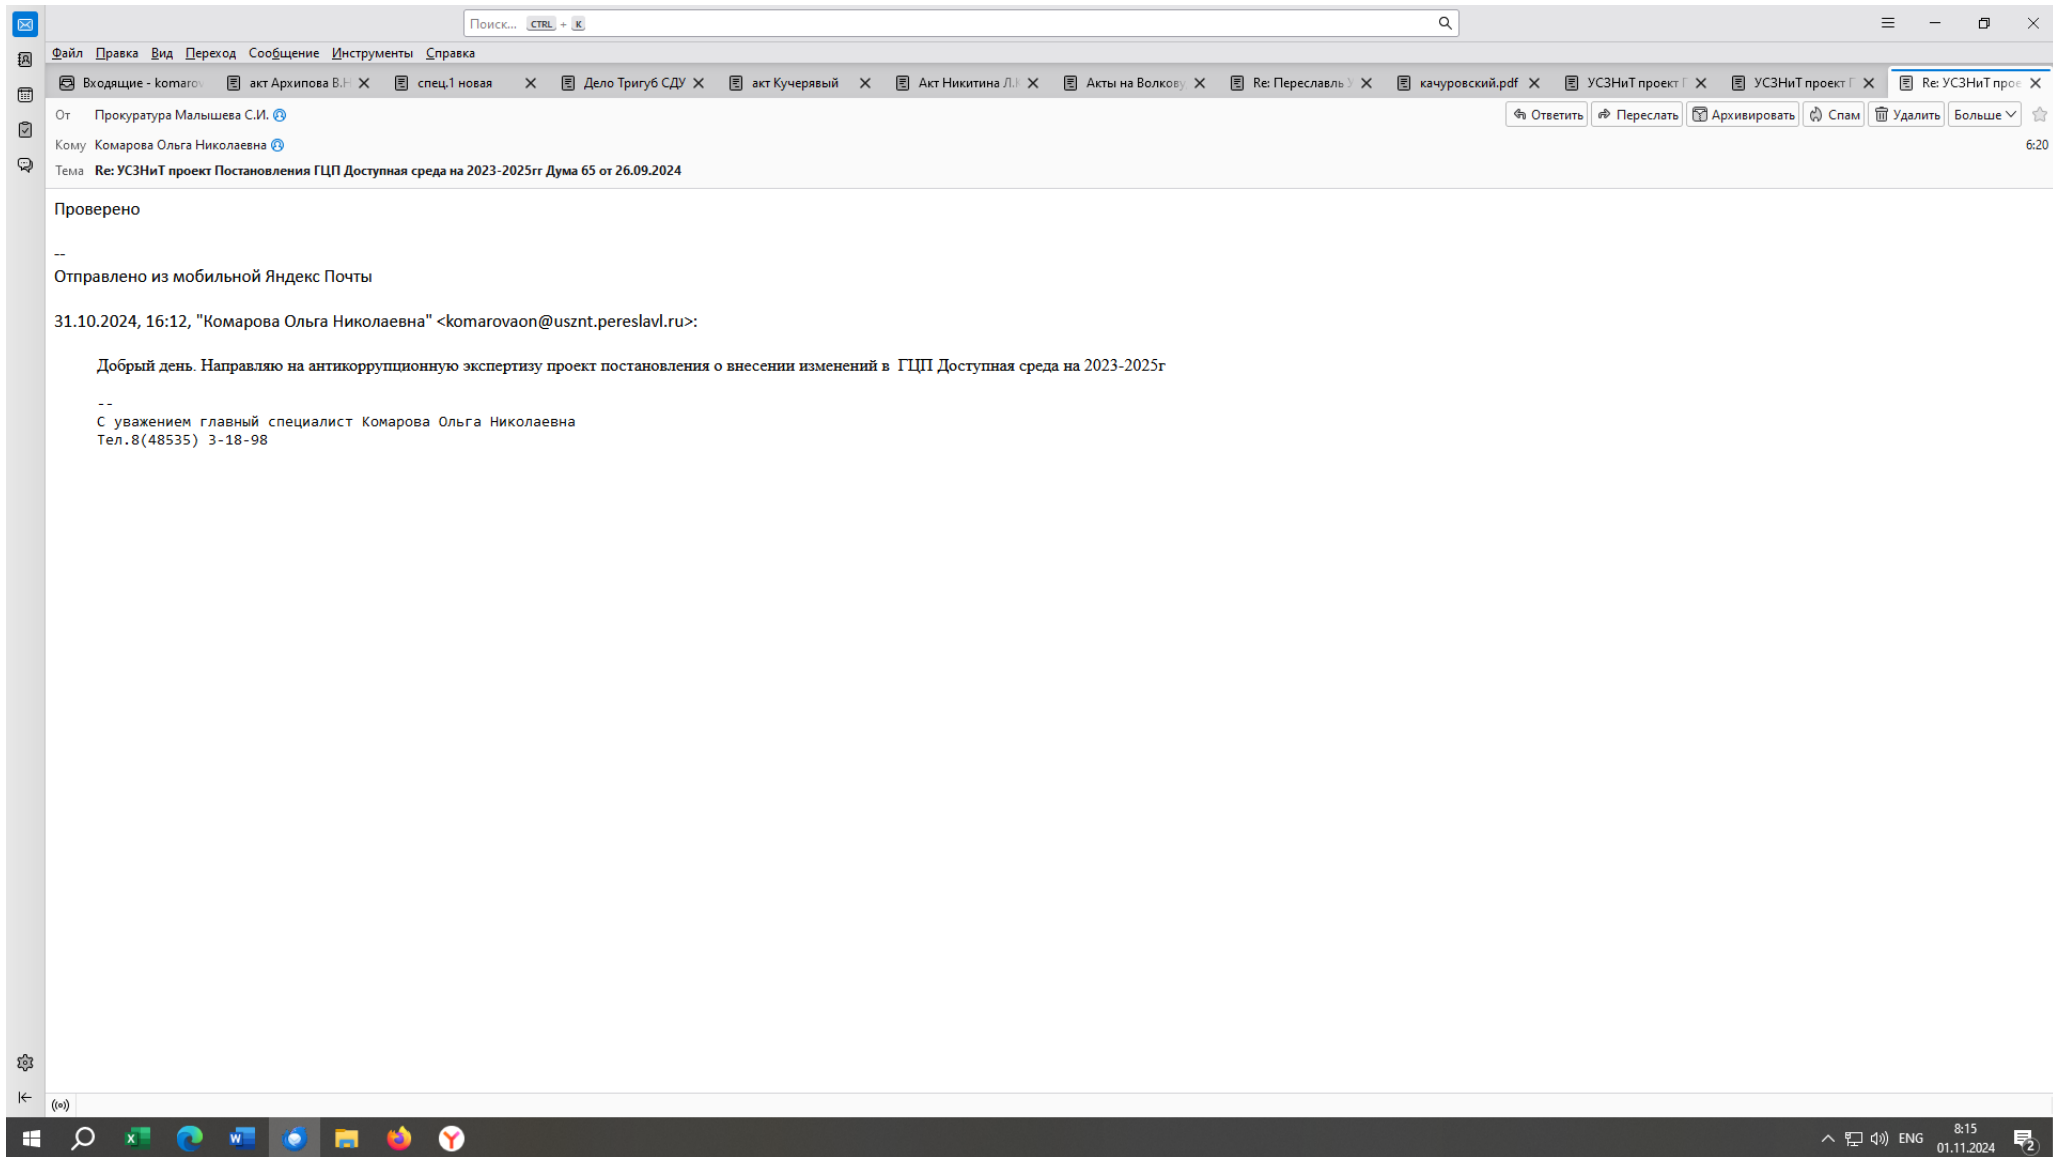 Поиск... CTRL + K
Файл Правка Вид Переход Сообщение Инструменты Справка
Входящие - komarov акт Архипова В.Н спец.1 новая Дело Тригуб СДУ акт Кучерявый Акт Никитина Л. Акты на Волкову, Re: Переславль качуровский.pdf УСЗНиТ проект УСЗНиТ проект Re: УСЗНиТ прое
От Прокуратура Малышева С.И.
Ответить Переслать Архивировать Спам Удалить Больше
Кому Комарова Ольга Николаевна
6:20
Тема Re: УСЗНиТ проект Постановления ГЦП Доступная среда на 2023-2025гг Дума 65 от 26.09.2024
Проверено
--
Отправлено из мобильной Яндекс Почты
31.10.2024, 16:12, "Комарова Ольга Николаевна" <komarovaon@usznt.pereslavl.ru>:
Добрый день. Направляю на антикоррупционную экспертизу проект постановления о внесении изменений в ГЦП Доступная среда на 2023-2025г
--
С уважением главный специалист Комарова Ольга Николаевна
Тел.8(48535) 3-18-98
ENG
8:15
01.11.2024
2